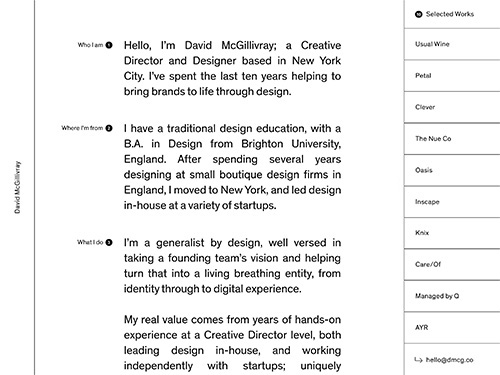 David McGillivray
Who I am 1
Hello, I'm David McGillivray; a Creative
Director and Designer based in New York
City. I've spent the last ten years helping to
bring brands to life through design.
Where I'm from 2
I have a traditional design education, with a
B.A. in Design from Brighton University,
England. After spending several years
designing at small boutique design firms in
England, I moved to New York, and led design
in-house at a variety of startups.
What I do 3
I'm a generalist by design, well versed in
taking a founding team's vision and helping
turn that into a living breathing entity, from
identity through to digital experience.
My real value comes from years of hands-on
experience at a Creative Director level, both
leading design in-house, and working
independently with startups; uniquely
10 Selected Works
Usual Wine
Petal
Clever
The Nue Co
Oasis
Inscape
Knix
Care/Of
Managed by Q
AYR
hello@dmcg.co